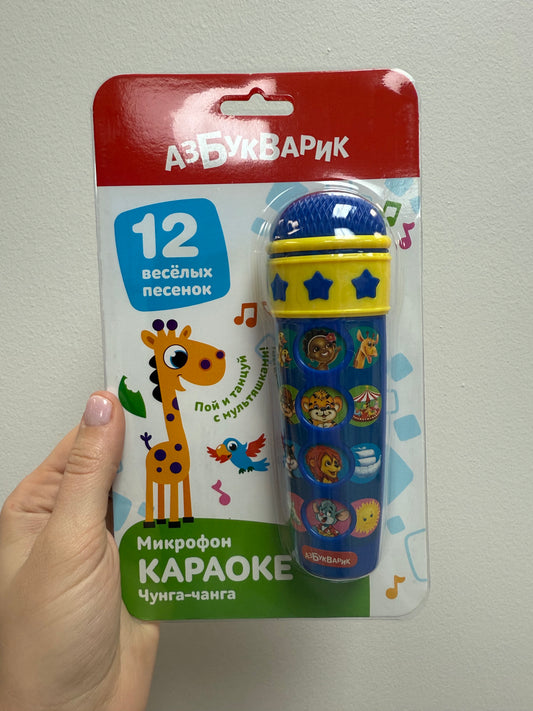 АЗБУКВАРИК
12
весёлых
песенок
Пой и танцуй
с мультяшками!
Микрофон
КАРАОКЕ
Чунга-чанга
АЗБУКВАРИК